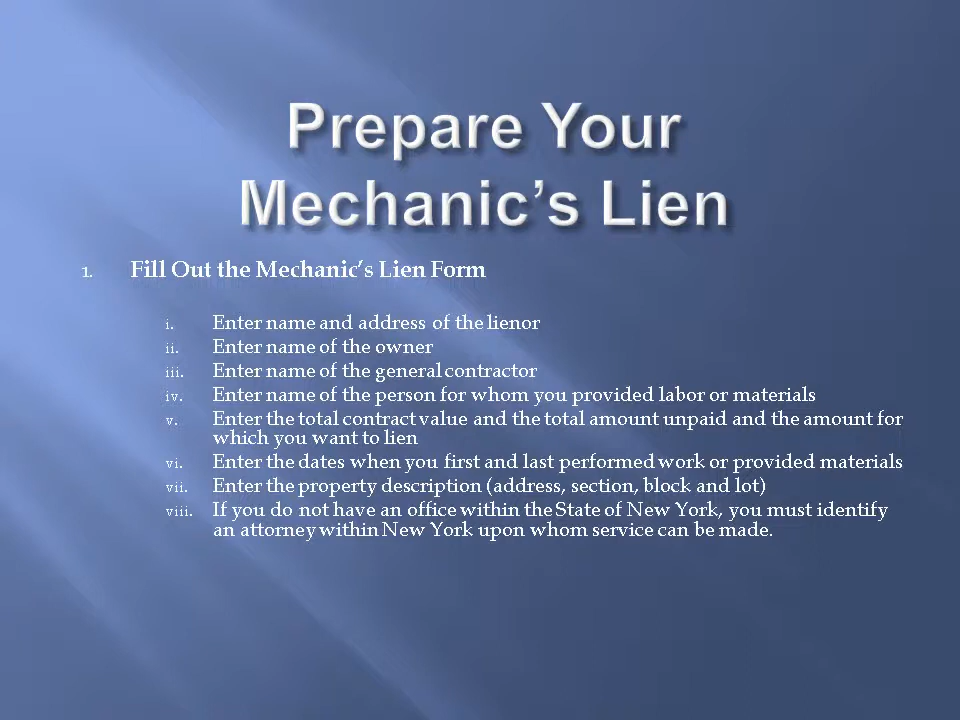 Prepare Your
Mechanic’s Lien
1. Fill Out the Mechanic’s Lien Form
i. Enter name and address of the lienor
ii. Enter name of the owner
iii. Enter name of the general contractor
iv. Enter name of the person for whom you provided labor or materials
v. Enter the total contract value and the total amount unpaid and the amount for
which you want to lien
vi. Enter the dates when you first and last performed work or provided materials
vii. Enter the property description (address, section, block and lot)
viii. If you do not have an office within the State of New York, you must identify
an attorney within New York upon whom service can be made.